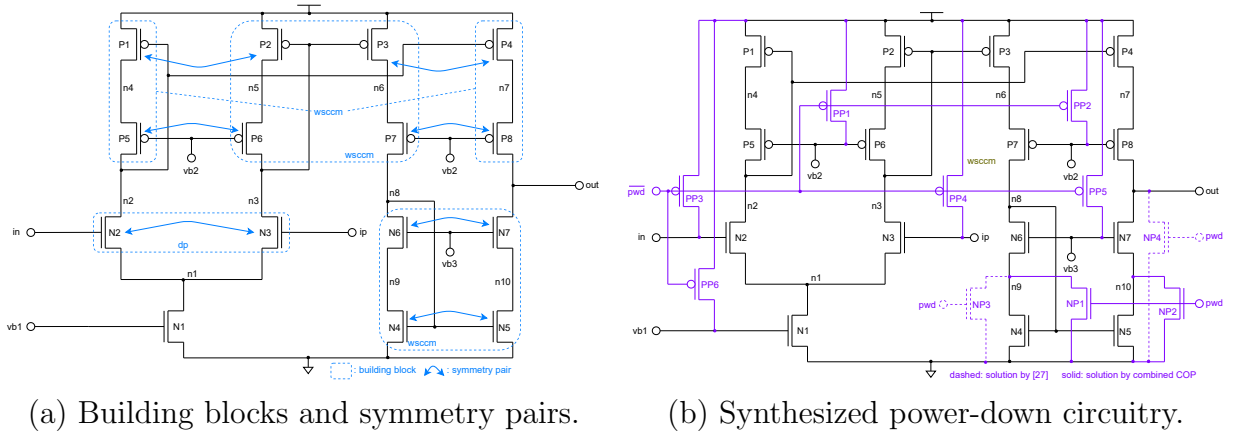 P1
P2
P3
P4
n4
n5
n6
n7
wsccm
P5
P6
P7
P8
vb2
wsccm
vb2
out
n2
n3
n8
in
N2
N3
ip
N6
N7
dp
vb3
n1
n9
n10
vb1
N1
N4
N5
wsccm
: building block
: symmetry pair
(a) Building blocks and symmetry pairs.
P1
P2
P3
P4
n4
n5
n6
n7
PP1
PP2
P5
P6
P7
P8
vb2
wsccm
vb2
pwd
PP3
PP4
PP5
out
n2
n3
n8
in
N2
N3
ip
N6
N7
NP4
pwd
vb3
n1
PP6
n9
n10
pwd
NP3
NP1
NP2
pwd
vb1
N1
N4
N5
dashed: solution by [27]
solid: solution by combined COP
(b) Synthesized power-down circuitry.